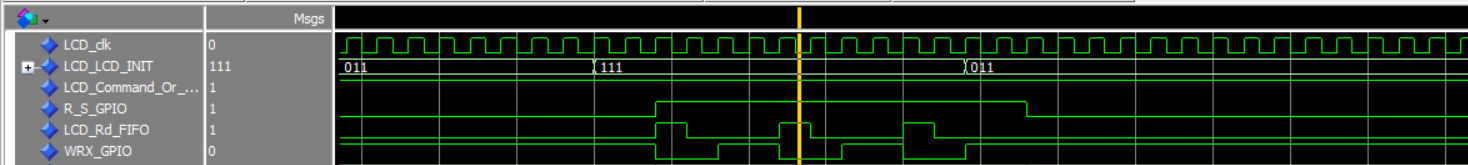 Msgs
LCD_clk 0
LCD_LCD_INIT 111 011 111 011
LCD_Command_Or_... 1
R_S_GPIO 1
LCD_Rd_FIFO 1
WRX_GPIO 0